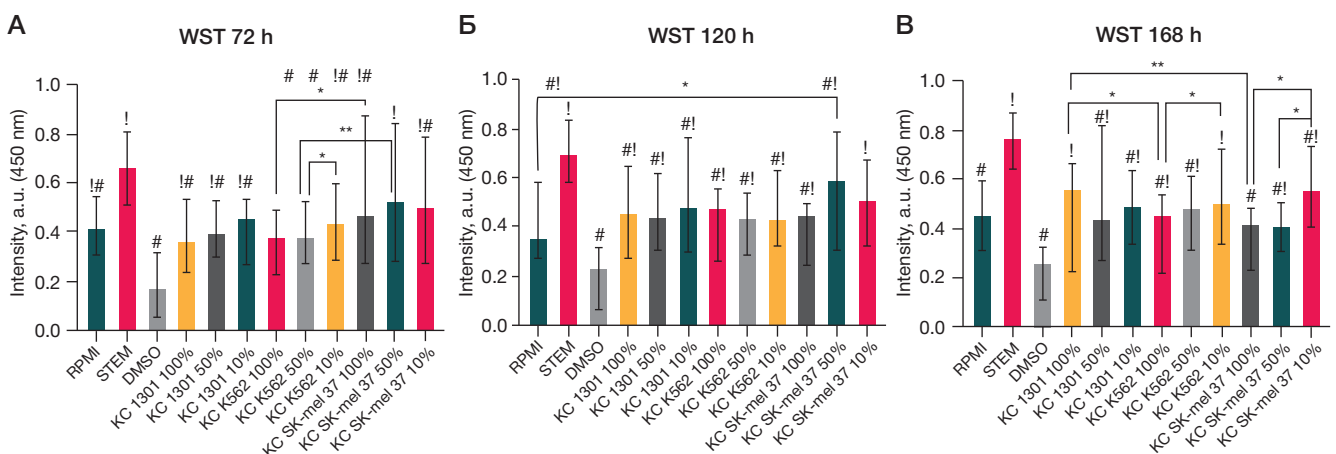 А
WST 72 h
Intensity, a.u. (450 nm)
1.0
0.8
0.6
0.4
0.2
0.0
!#
!
#
!#
!#
!#
# # !# !#
*
**
*
!
!#
RPMI
STEM
DMSO
KC 1301 100%
KC 1301 50%
KC 1301 10%
KC K562 100%
KC K562 50%
KC K562 10%
KC SK-mel 37 100%
KC SK-mel 37 50%
KC SK-mel 37 10%
Б
WST 120 h
Intensity, a.u. (450 nm)
1.0
0.8
0.6
0.4
0.2
0.0
#!
!
#
#!
#!
#!
#!
#!
#!
#!
#!
!
*
RPMI
STEM
DMSO
KC 1301 100%
KC 1301 50%
KC 1301 10%
KC K562 100%
KC K562 50%
KC K562 10%
KC SK-mel 37 100%
KC SK-mel 37 50%
KC SK-mel 37 10%
В
WST 168 h
Intensity, a.u. (450 nm)
1.0
0.8
0.6
0.4
0.2
0.0
#
!
#
!
#!
#!
#!
#!
!
#
#!
#!
**
*
*
*
*
RPMI
STEM
DMSO
KC 1301 100%
KC 1301 50%
KC 1301 10%
KC K562 100%
KC K562 50%
KC K562 10%
KC SK-mel 37 100%
KC SK-mel 37 50%
KC SK-mel 37 10%